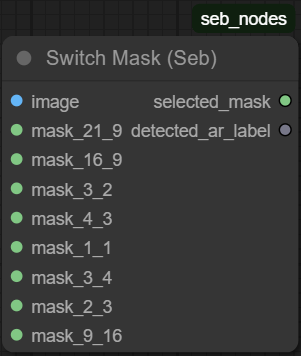 seb_nodes
Switch Mask (Seb)
image selected_mask
mask_21_9 detected_ar_label
mask_16_9
mask_3_2
mask_4_3
mask_1_1
mask_3_4
mask_2_3
mask_9_16